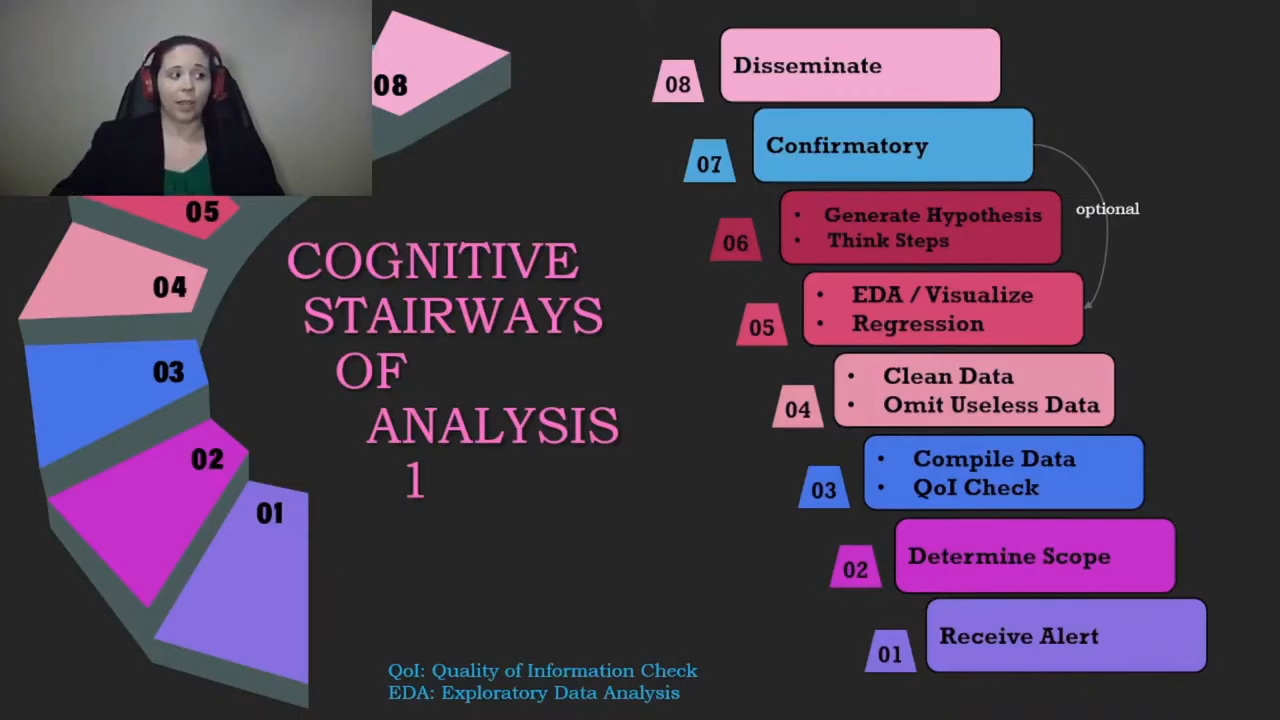 08
05
04
03
02
01
COGNITIVE
STAIRWAYS
OF
ANALYSIS
1
QoI: Quality of Information Check
EDA: Exploratory Data Analysis
08 Disseminate
07 Confirmatory
optional
06 • Generate Hypothesis
• Think Steps
05 • EDA / Visualize
• Regression
04 • Clean Data
• Omit Useless Data
03 • Compile Data
• QoI Check
02 Determine Scope
01 Receive Alert